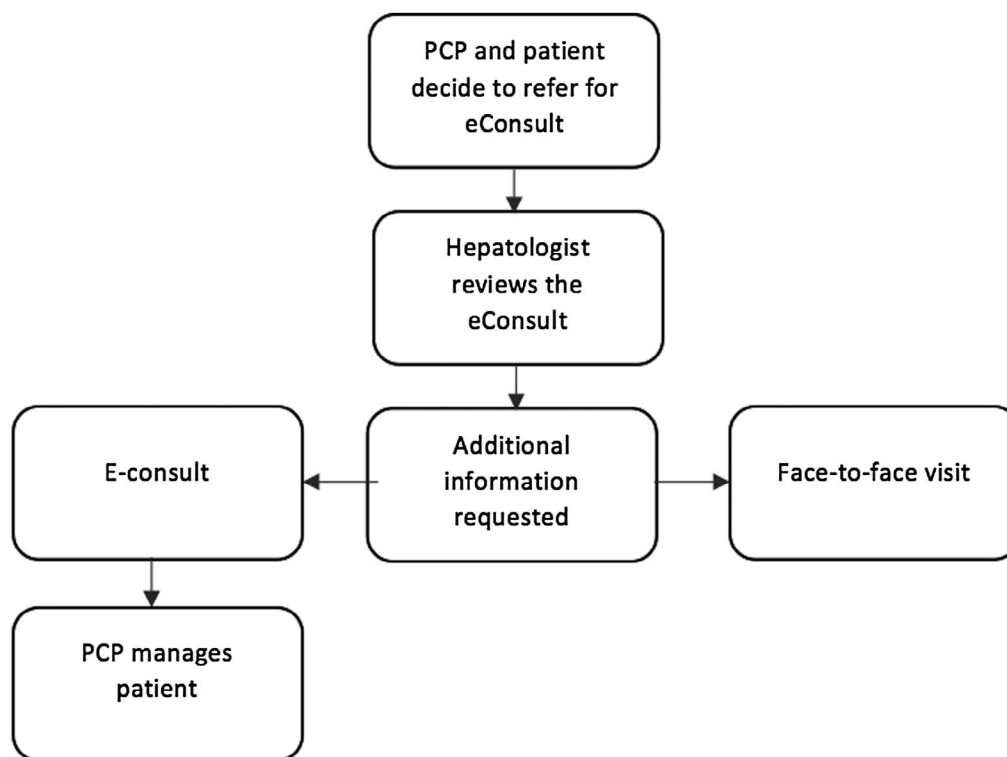 PCP and patient
decide to refer for
eConsult
Hepatologist
reviews the
eConsult
E-consult
Additional
information
requested
Face-to-face visit
PCP manages
patient